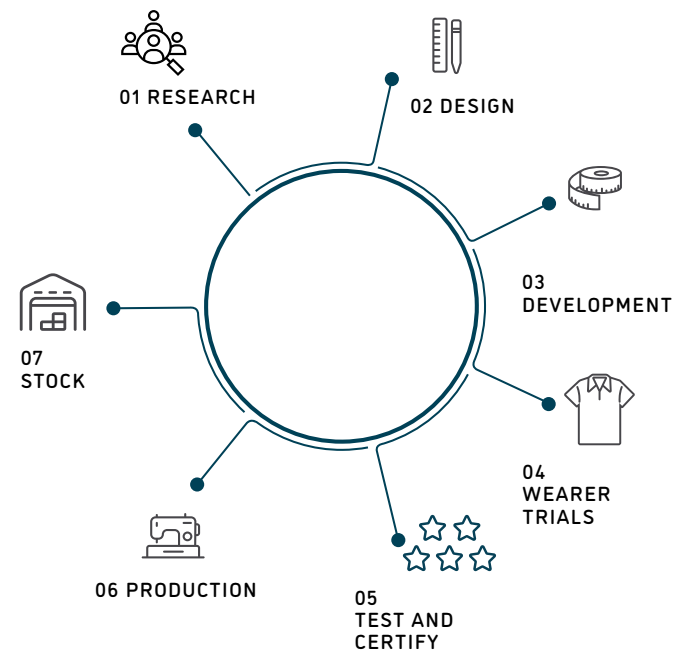 01 RESEARCH
02 DESIGN
03
DEVELOPMENT
04
WEARER
TRIALS
05
TEST AND
CERTIFY
06 PRODUCTION
07
STOCK